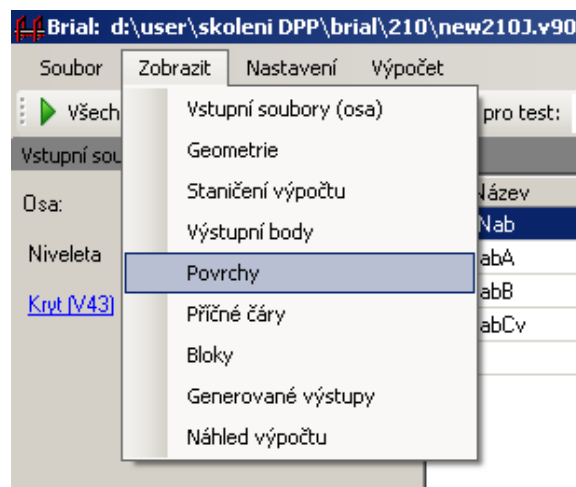 Brial: d:\user\skoleni DPP\brial\210\new210J.v90
Soubor Zobrazit Nastavení Výpočet
Všech pro test:
Vstupní sou
Osa:
Niveleta
Kryt (V43)
Vstupní soubory (osa)
Geometrie
Staničení výpočtu
Výstupní body
Povrchy
Příčné čáry
Bloky
Generované výstupy
Náhled výpočtu
Název
Nab
abA
abB
abCv